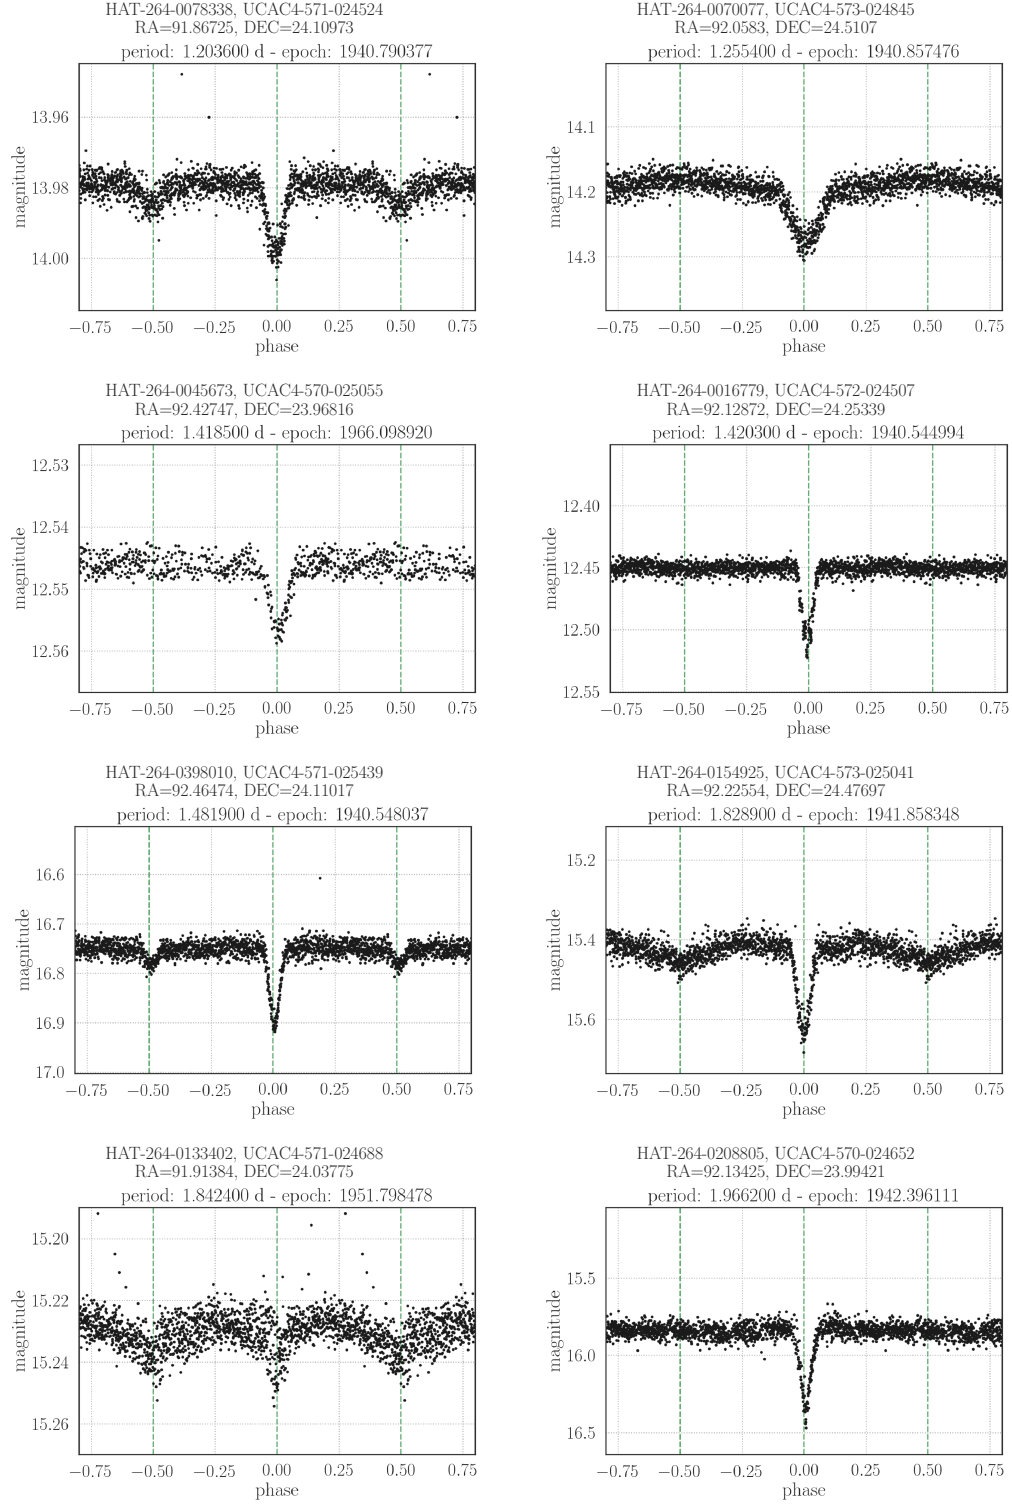 HAT-264-0078338, UCAC4-571-024524
RA=91.86725, DEC=24.10973
period: 1.203600 d - epoch: 1940.790377
13.96
13.98
14.00
magnitude
−0.75 −0.50 −0.25 0.00 0.25 0.50 0.75
phase
HAT-264-0070077, UCAC4-573-024845
RA=92.0583, DEC=24.5107
period: 1.255400 d - epoch: 1940.857476
14.1
14.2
14.3
magnitude
−0.75 −0.50 −0.25 0.00 0.25 0.50 0.75
phase
HAT-264-0045673, UCAC4-570-025055
RA=92.42747, DEC=23.96816
period: 1.418500 d - epoch: 1966.098920
12.53
12.54
12.55
12.56
magnitude
−0.75 −0.50 −0.25 0.00 0.25 0.50 0.75
phase
HAT-264-0016779, UCAC4-572-024507
RA=92.12872, DEC=24.25339
period: 1.420300 d - epoch: 1940.544994
12.40
12.45
12.50
12.55
magnitude
−0.75 −0.50 −0.25 0.00 0.25 0.50 0.75
phase
HAT-264-0398010, UCAC4-571-025439
RA=92.46474, DEC=24.11017
period: 1.481900 d - epoch: 1940.548037
16.6
16.7
16.8
16.9
17.0
magnitude
−0.75 −0.50 −0.25 0.00 0.25 0.50 0.75
phase
HAT-264-0154925, UCAC4-573-025041
RA=92.22554, DEC=24.47697
period: 1.828900 d - epoch: 1941.858348
15.2
15.4
15.6
magnitude
−0.75 −0.50 −0.25 0.00 0.25 0.50 0.75
phase
HAT-264-0133402, UCAC4-571-024688
RA=91.91384, DEC=24.03775
period: 1.842400 d - epoch: 1951.798478
15.20
15.22
15.24
15.26
magnitude
−0.75 −0.50 −0.25 0.00 0.25 0.50 0.75
phase
HAT-264-0208805, UCAC4-570-024652
RA=92.13425, DEC=23.99421
period: 1.966200 d - epoch: 1942.396111
15.5
16.0
16.5
magnitude
−0.75 −0.50 −0.25 0.00 0.25 0.50 0.75
phase